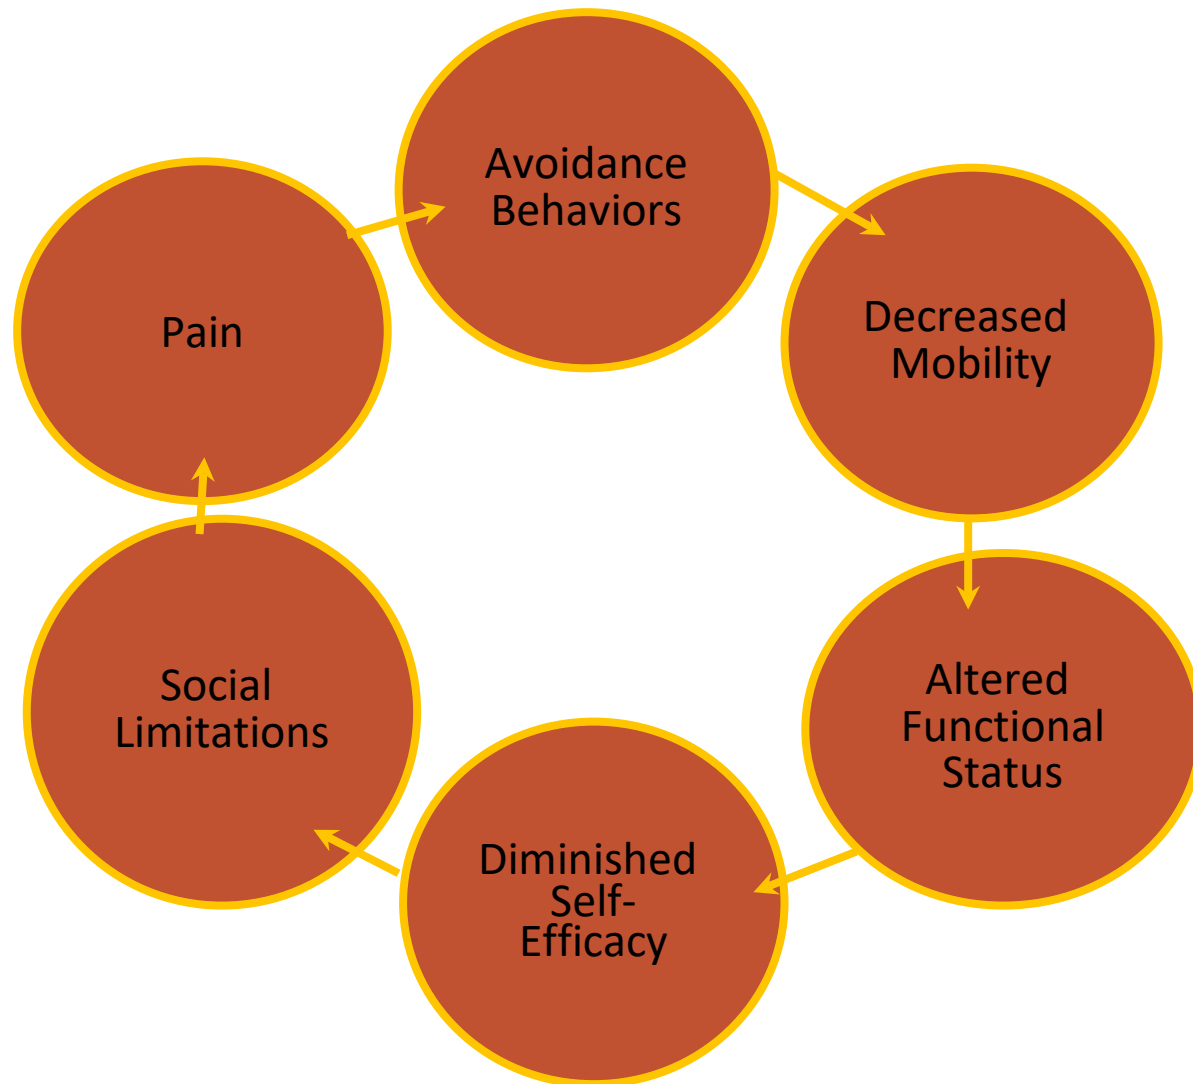 Avoidance
Behaviors
Decreased
Mobility
Pain
Altered
Functional
Status
Social
Limitations
Diminished
Self-
Efficacy